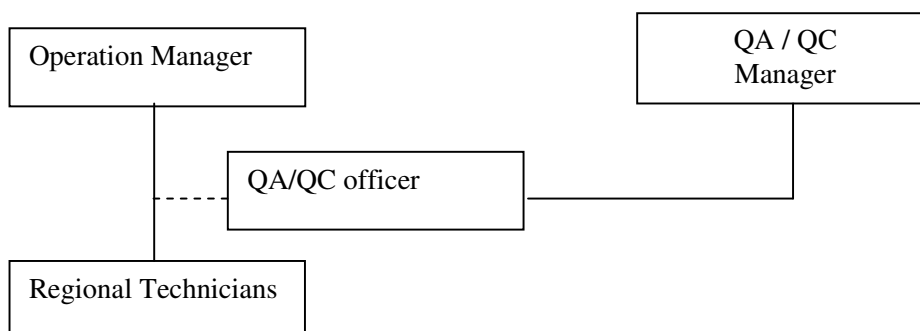 Operation Manager
QA / QC
Manager
QA/QC officer
Regional Technicians